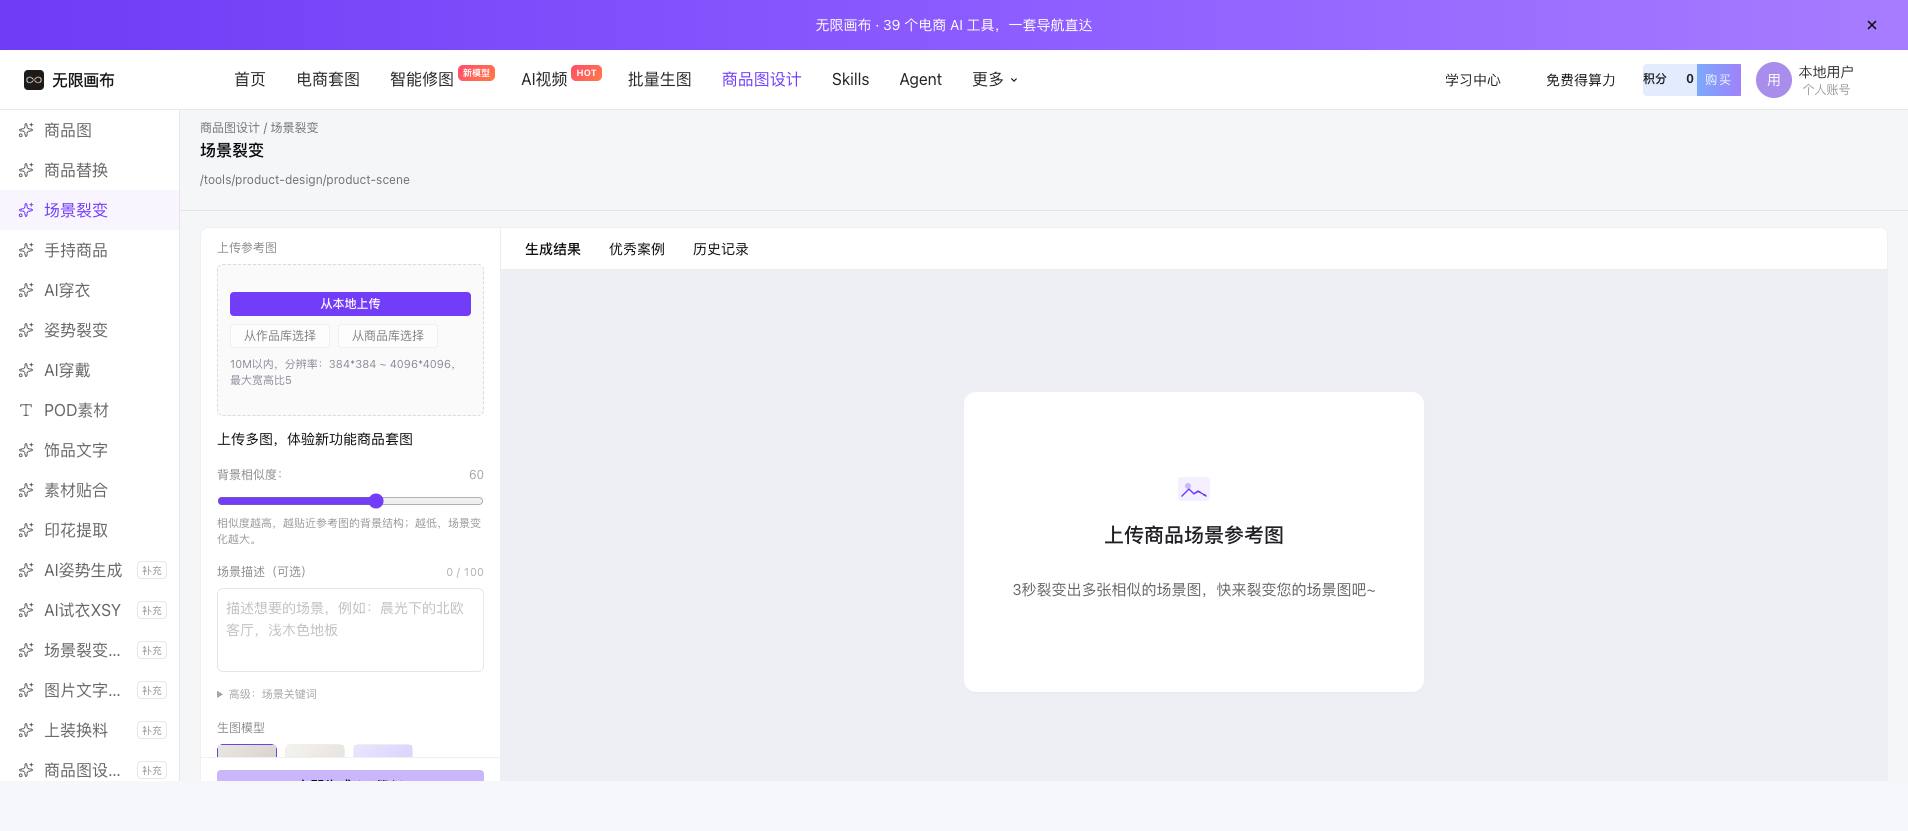 无限画布 · 39 个电商 AI 工具，一套导航直达
无限画布
首页
电商套图
智能修图
新模型
AI视频
HOT
批量生图
商品图设计
Skills
Agent
更多
学习中心
免费得算力
积分 0
购买
用
本地用户
个人账号
商品图
商品替换
场景裂变
手持商品
AI穿衣
姿势裂变
AI穿戴
POD素材
饰品文字
素材贴合
印花提取
AI姿势生成 补充
AI试衣XSY 补充
场景裂变... 补充
图片文字... 补充
上装换料 补充
商品图设... 补充
商品图设计 / 场景裂变
场景裂变
/tools/product-design/product-scene
上传参考图
从本地上传
从作品库选择
从商品库选择
10M以内，分辨率：384*384 ~ 4096*4096，
最大宽高比5
上传多图，体验新功能商品套图
背景相似度： 60
相似度越高，越贴近参考图的背景结构；越低，场景变
化越大。
场景描述（可选） 0 / 100
描述想要的场景，例如：晨光下的北欧
客厅，浅木色地板
高级：场景关键词
生图模型
生成结果
优秀案例
历史记录
上传商品场景参考图
3秒裂变出多张相似的场景图，快来裂变您的场景图吧~